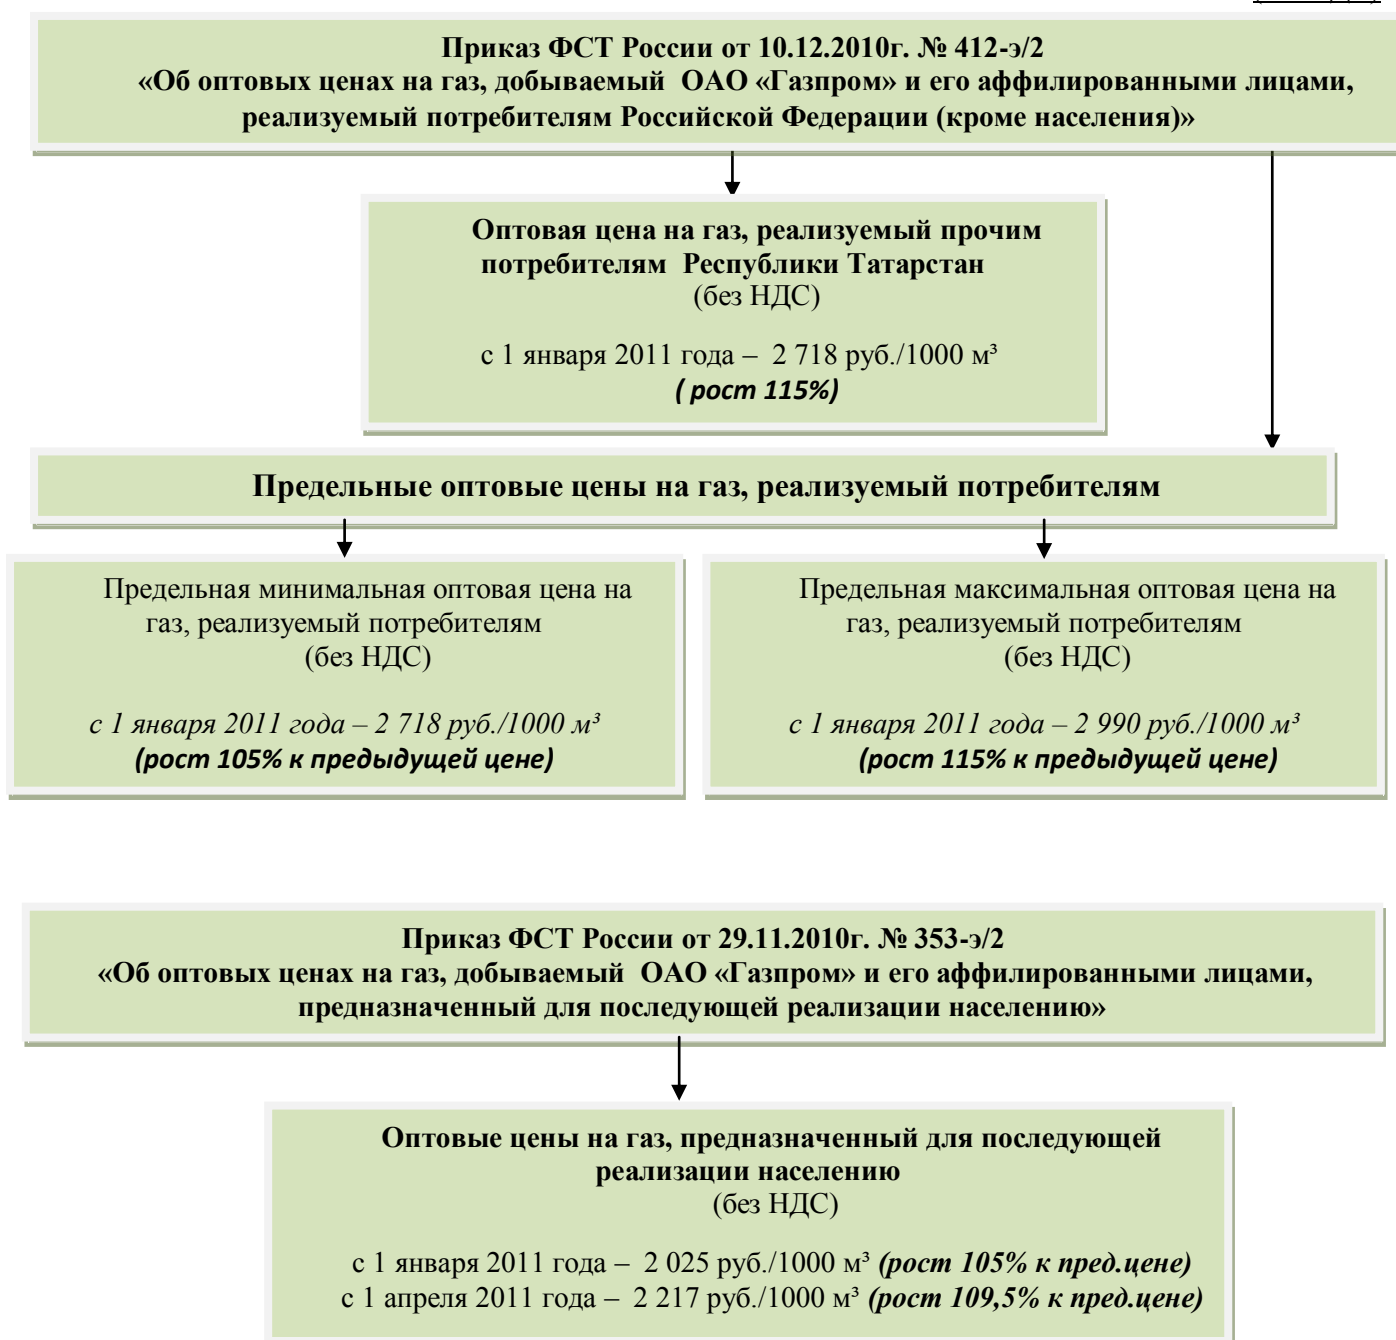 Приказ ФСТ России от 10.12.2010г. № 412-э/2
«Об оптовых ценах на газ, добываемый ОАО «Газпром» и его аффилированными лицами,
реализуемый потребителям Российской Федерации (кроме населения)»
Оптовая цена на газ, реализуемый прочим
потребителям Республики Татарстан
(без НДС)
с 1 января 2011 года – 2 718 руб./1000 м³
( рост 115%)
Предельные оптовые цены на газ, реализуемый потребителям
Предельная минимальная оптовая цена на
газ, реализуемый потребителям
(без НДС)
с 1 января 2011 года – 2 718 руб./1000 м³
(рост 105% к предыдущей цене)
Предельная максимальная оптовая цена на
газ, реализуемый потребителям
(без НДС)
с 1 января 2011 года – 2 990 руб./1000 м³
(рост 115% к предыдущей цене)
Приказ ФСТ России от 29.11.2010г. № 353-э/2
«Об оптовых ценах на газ, добываемый ОАО «Газпром» и его аффилированными лицами,
предназначенный для последующей реализации населению»
Оптовые цены на газ, предназначенный для последующей
реализации населению
(без НДС)
с 1 января 2011 года – 2 025 руб./1000 м³ (рост 105% к пред.цене)
с 1 апреля 2011 года – 2 217 руб./1000 м³ (рост 109,5% к пред.цене)